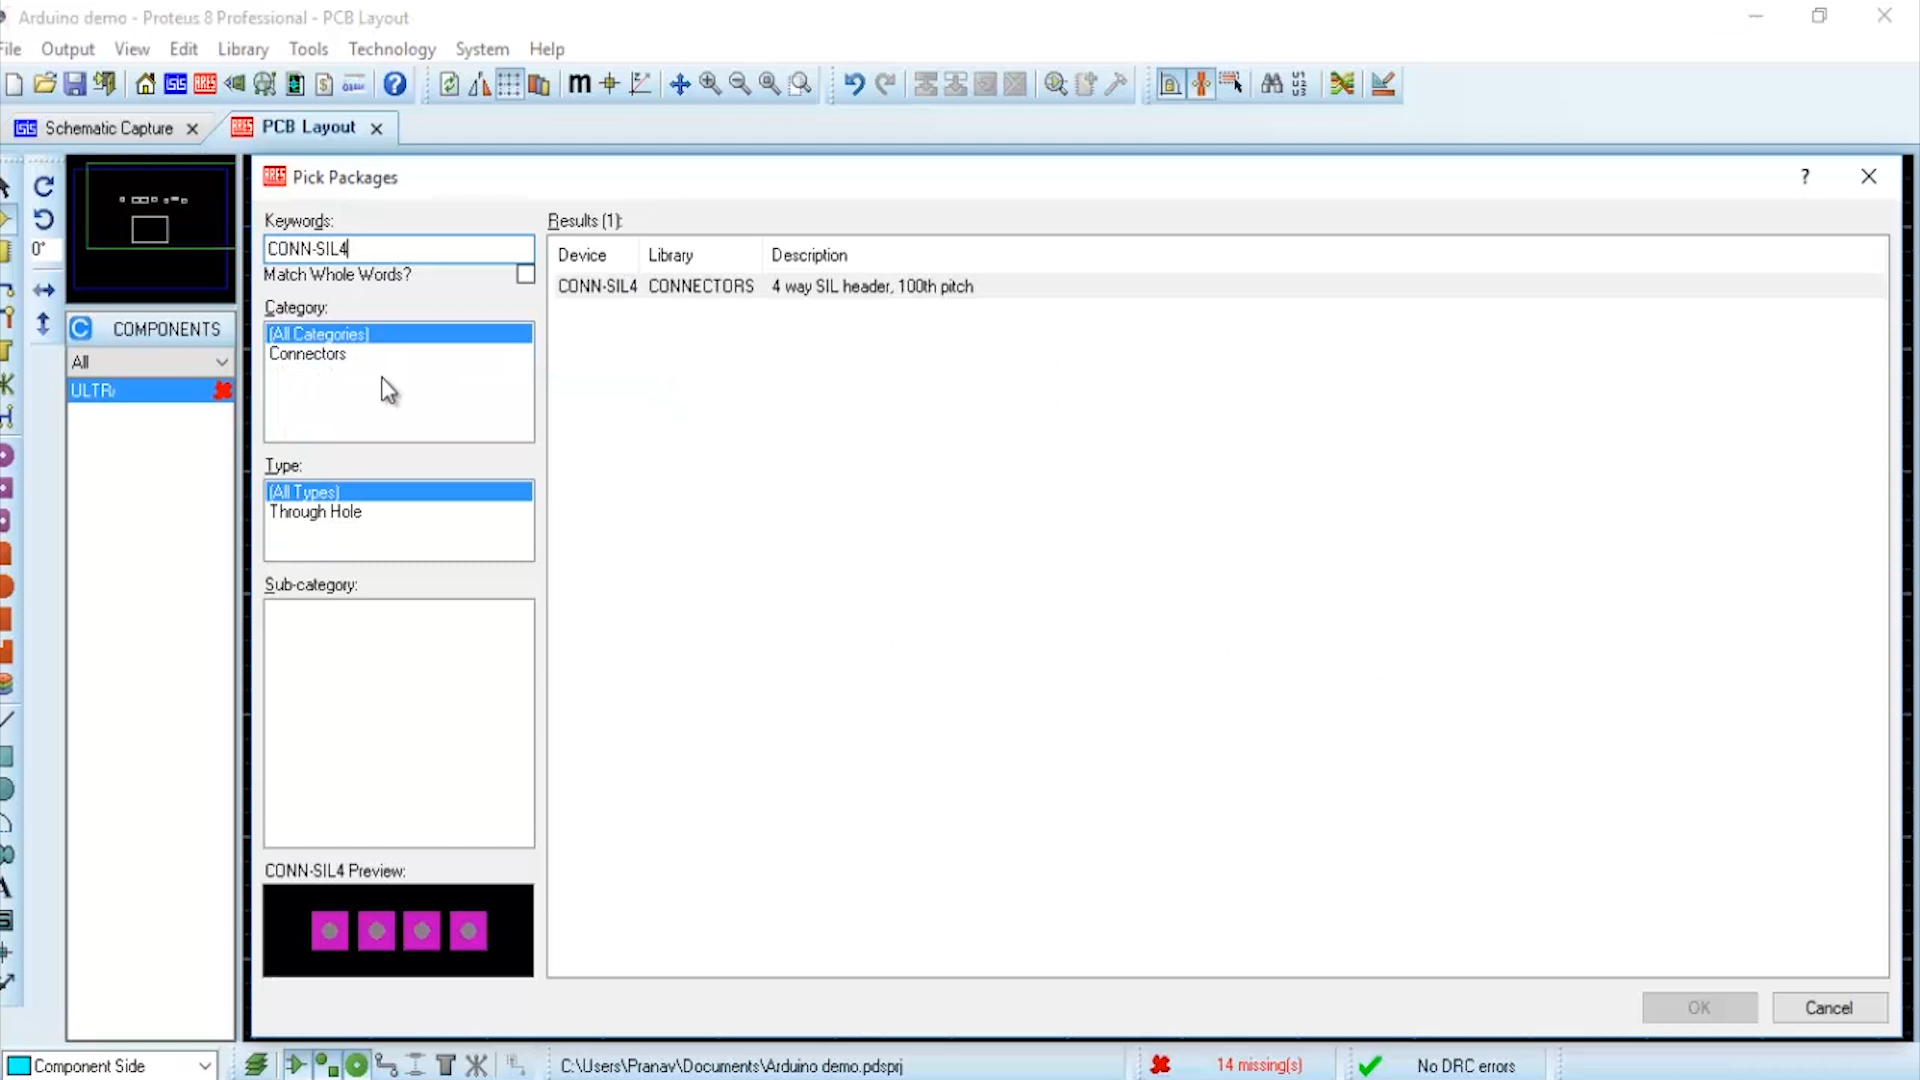 Arduino demo - Proteus 8 Professional - PCB Layout
File Output View Edit Library Tools Technology System Help
Schematic Capture
PCB Layout
Pick Packages
Keywords:
CONN-SIL4
Match Whole Words?
Category:
(All Categories)
Connectors
Type:
(All Types)
Through Hole
Sub-category:
CONN-SIL4 Preview:
Results (1):
Device Library Description
CONN-SIL4 CONNECTORS 4 way SIL header, 100th pitch
OK Cancel
0°
COMPONENTS
All
ULTR
Component Side
C:\Users\Pranav\Documents\Arduino demo.pdsprj
14 missing(s)
No DRC errors